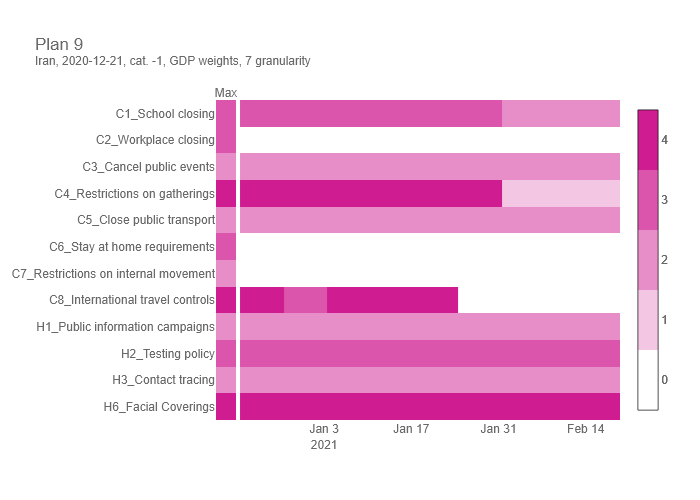 Plan 9
Iran, 2020-12-21, cat. -1, GDP weights, 7 granularity
Max
C1_School closing
C2_Workplace closing
C3_Cancel public events
C4_Restrictions on gatherings
C5_Close public transport
C6_Stay at home requirements
C7_Restrictions on internal movement
C8_International travel controls
H1_Public information campaigns
H2_Testing policy
H3_Contact tracing
H6_Facial Coverings
Jan 3 Jan 17 Jan 31 Feb 14
2021
4
3
2
1
0